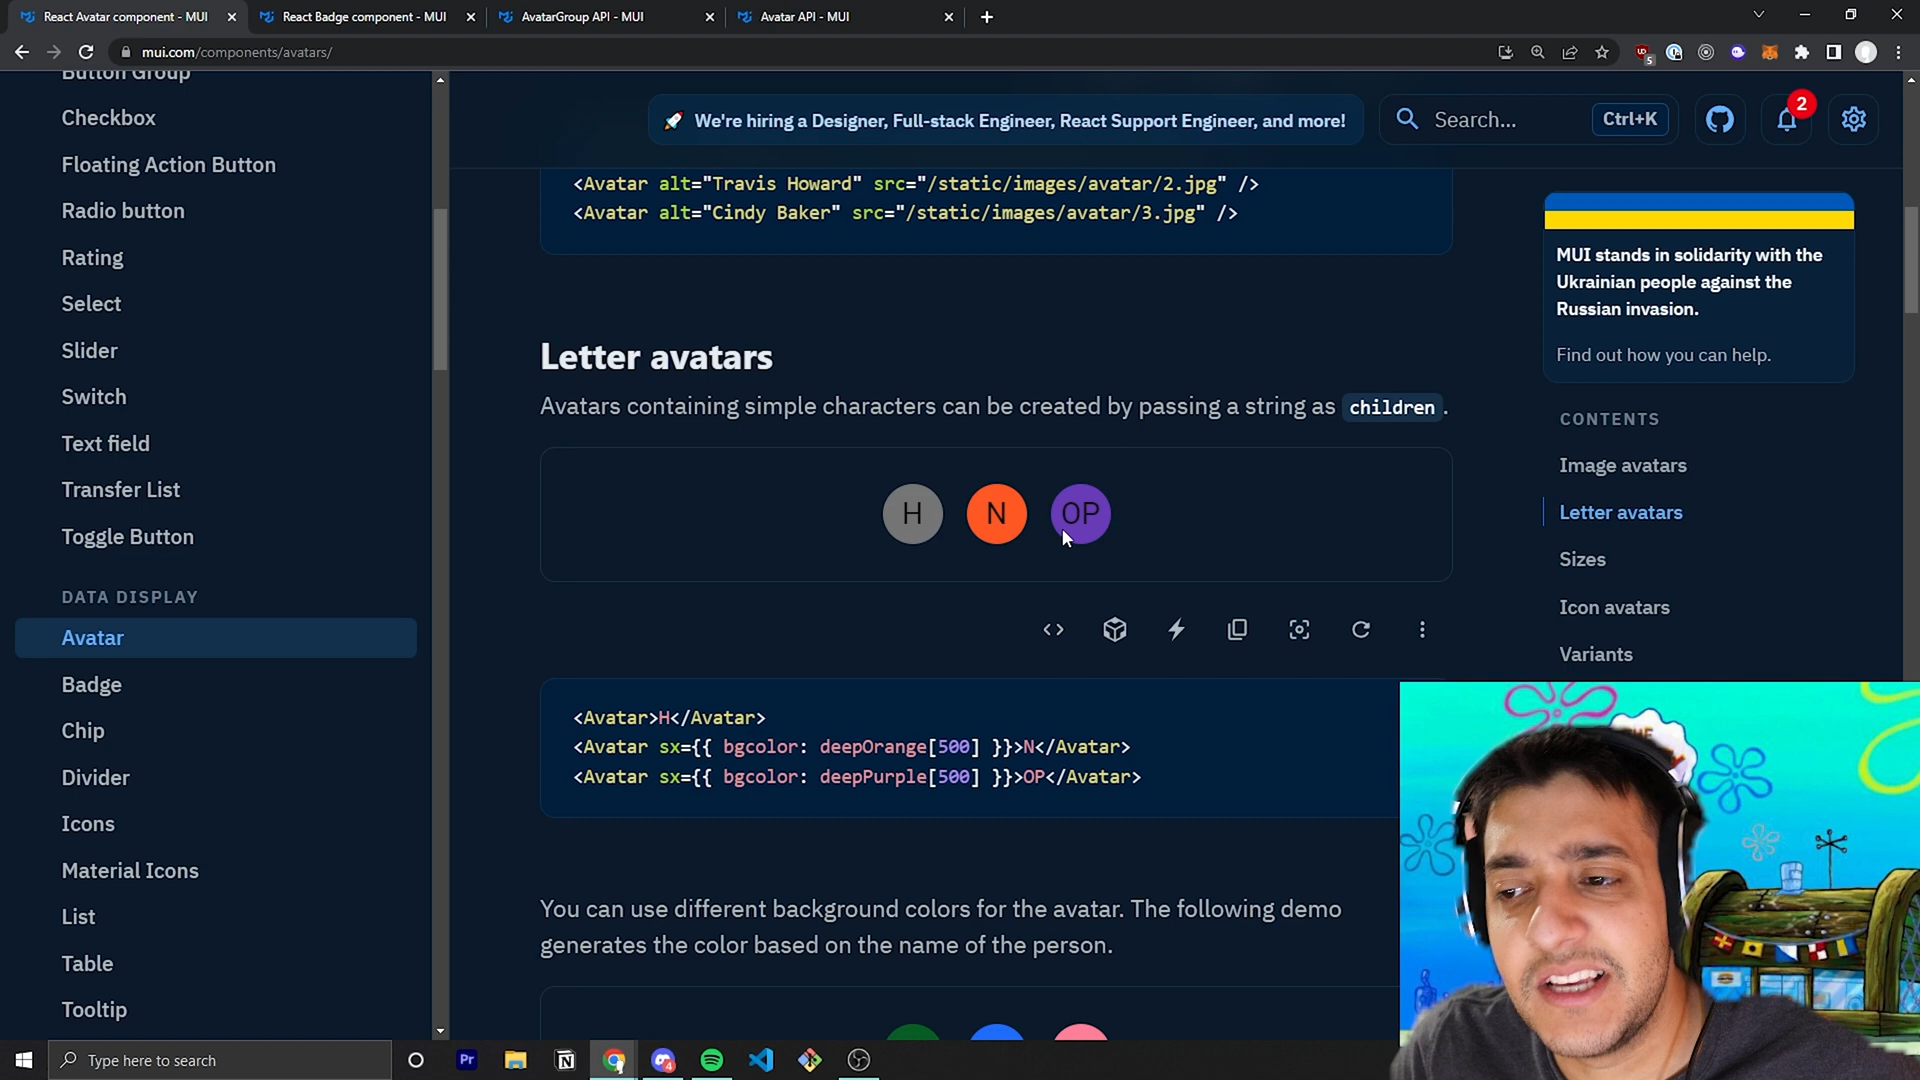 React Avatar component - MUI
React Badge component - MUI
AvatarGroup API - MUI
Avatar API - MUI
mui.com/components/avatars/
5
Button Group
Checkbox
Floating Action Button
Radio button
Rating
Select
Slider
Switch
Text field
Transfer List
Toggle Button
DATA DISPLAY
Avatar
Badge
Chip
Divider
Icons
Material Icons
List
Table
Tooltip
🚀 We're hiring a Designer, Full-stack Engineer, React Support Engineer, and more!
Search...
Ctrl+K
2
<Avatar alt="Travis Howard" src="/static/images/avatar/2.jpg" />
<Avatar alt="Cindy Baker" src="/static/images/avatar/3.jpg" />
Letter avatars
Avatars containing simple characters can be created by passing a string as children.
H
N
OP
<Avatar>H</Avatar>
<Avatar sx={{ bgcolor: deepOrange[500] }}>N</Avatar>
<Avatar sx={{ bgcolor: deepPurple[500] }}>OP</Avatar>
You can use different background colors for the avatar. The following demo
generates the color based on the name of the person.
MUI stands in solidarity with the
Ukrainian people against the
Russian invasion.
Find out how you can help.
CONTENTS
Image avatars
Letter avatars
Sizes
Icon avatars
Variants
THE
Type here to search
Pr
4